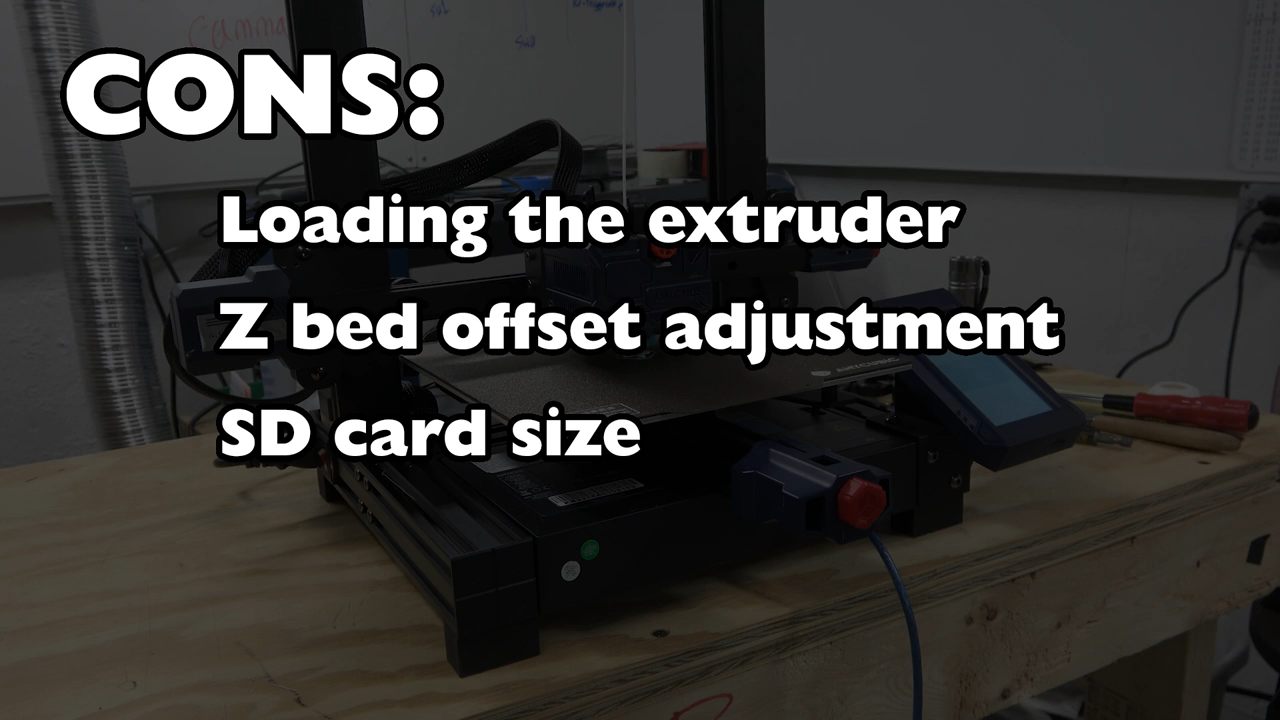 CONS:
Loading the extruder
Z bed offset adjustment
SD card size